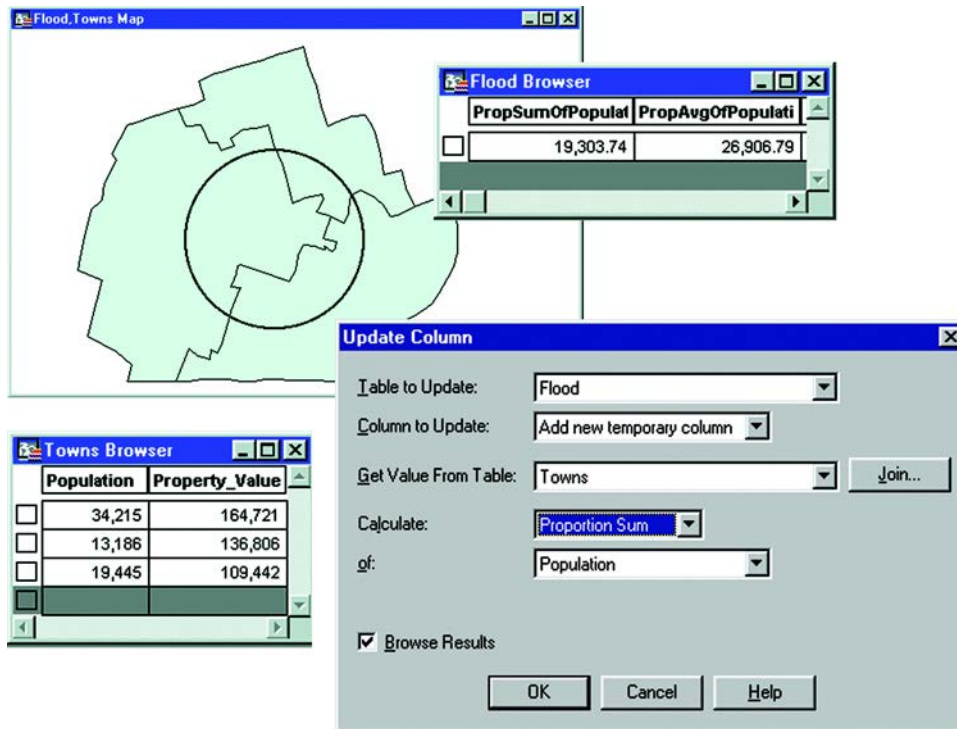 Flood,Towns Map
Flood Browser
PropSumOfPopulat PropAvgOfPopulati
19,303.74 26,906.79
Update Column
Table to Update: Flood
Column to Update: Add new temporary column
Get Value From Table: Towns Join...
Calculate: Proportion Sum
of: Population
Browse Results
OK Cancel Help
Towns Browser
Population Property_Value
34,215 164,721
13,186 136,806
19,445 109,442